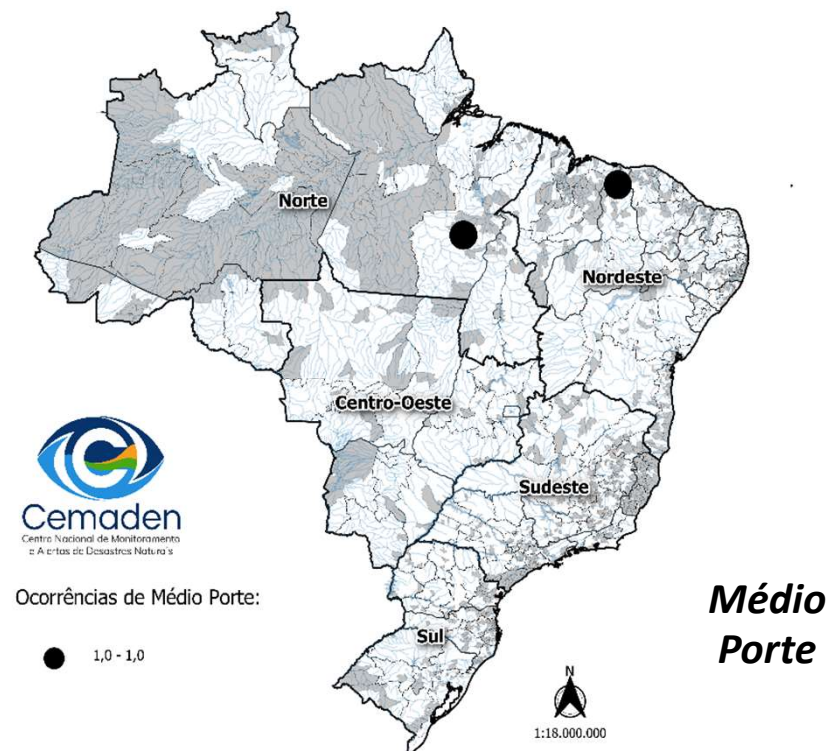 Norte
Nordeste
Centro-Oeste
Sudeste
Cemaden
Centro Nacional de Monitoramento
e Alertas de Desastres Naturais
Ocorrências de Médio Porte:
1,0 - 1,0
Sul
Médio
Porte
N
1:18.000.000